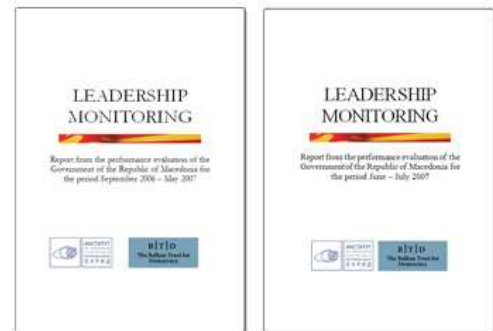 LEADERSHIP
MONITORING
Report from the performance evaluation of the
Government of the Republic of Macedonia for
the period September 2006 – May 2007
B|T|D
The Balkan Trust for
Democracy
LEADERSHIP
MONITORING
Report from the performance evaluation of the
Government of the Republic of Macedonia for
the period June – July 2007
B|T|D
The Balkan Trust for
Democracy